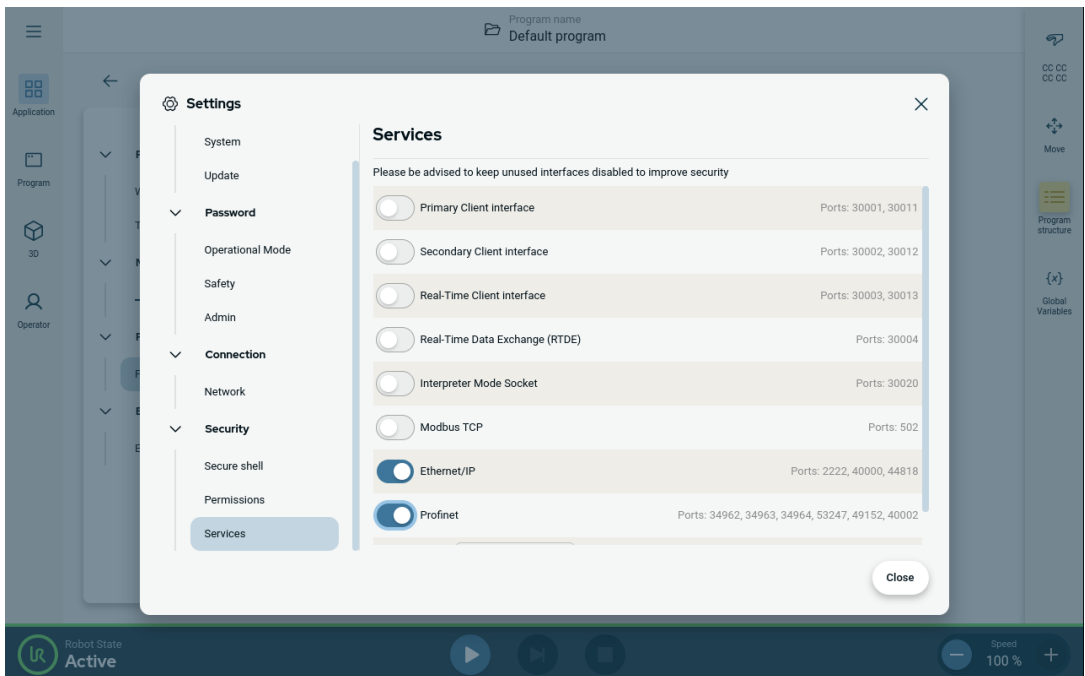 Program name
Default program
Application
Program
3D
Operator
Settings
System
Update
Password
Operational Mode
Safety
Admin
Connection
Network
Security
Secure shell
Permissions
Services
Services
Please be advised to keep unused interfaces disabled to improve security
Primary Client interface Ports: 30001, 30011
Secondary Client interface Ports: 30002, 30012
Real-Time Client interface Ports: 30003, 30013
Real-Time Data Exchange (RTDE) Ports: 30004
Interpreter Mode Socket Ports: 30020
Modbus TCP Ports: 502
Ethernet/IP Ports: 2222, 40000, 44818
Profinet Ports: 34962, 34963, 34964, 53247, 49152, 40002
Close
CC CC
CC CC
Move
Program
structure
{x}
Global
Variables
UR
Robot State
Active
Speed
100 %